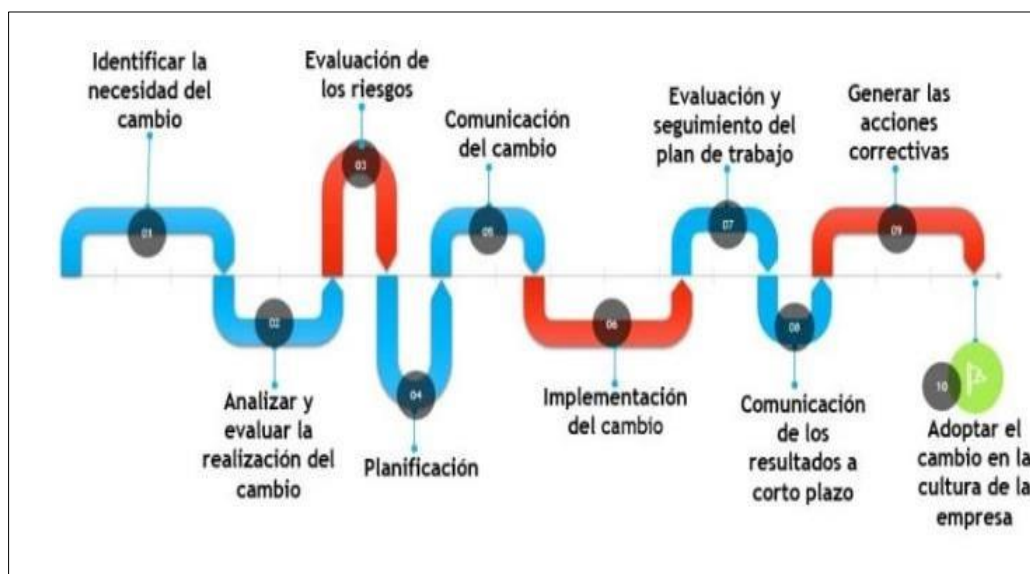 Identificar la
necesidad del
cambio
01
02
Analizar y
evaluar la
realización del
cambio
Evaluación de
los riesgos
03
04
Planificación
Comunicación
del cambio
05
06
Implementación
del cambio
Evaluación y
seguimiento del
plan de trabajo
07
08
Comunicación
de los
resultados a
corto plazo
Generar las
acciones
correctivas
09
10
Adoptar el
cambio en la
cultura de la
empresa